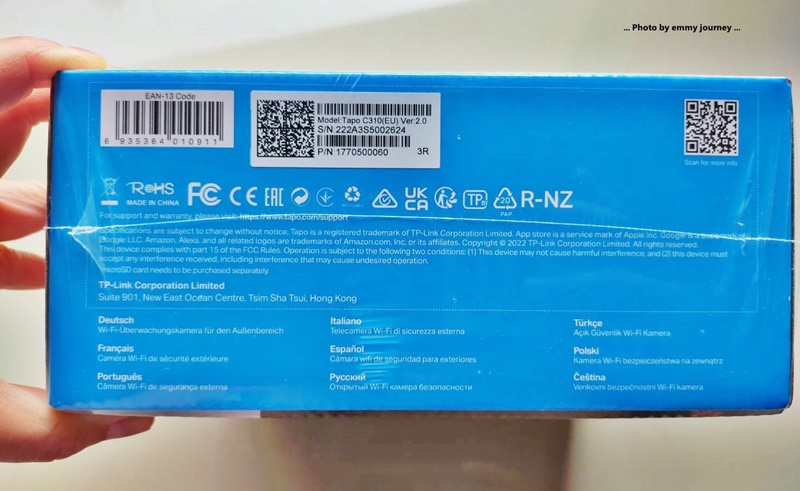 ... Photo by emmy journey ...
EAN-13 Code
6 935364 010911
Model:Tapo C310(EU) Ver:2.0
S/N:222A3S5002624
P/N:1770500060 3R
Scan for more info
RoHS
MADE IN CHINA
FC CE EAC UK CA TP 20 PAP R-NZ
For support and warranty, please visit: https://www.tapo.com/support
Specifications are subject to change without notice. Tapo is a registered trademark of TP-Link Corporation Limited. App store is a service mark of Apple Inc. Google is a trademark of
Google LLC. Amazon, Alexa, and all related logos are trademarks of Amazon.com, Inc. or its affiliates. Copyright © 2022 TP-Link Corporation Limited. All rights reserved.
This device complies with part 15 of the FCC Rules. Operation is subject to the following two conditions: (1) This device may not cause harmful interference, and (2) this device must
accept any interference received, including interference that may cause undesired operation.
microSD card needs to be purchased separately.
TP-Link Corporation Limited
Suite 901, New East Ocean Centre, Tsim Sha Tsui, Hong Kong
Deutsch
Wi-Fi-Überwachungskamera für den Außenbereich
Français
Caméra Wi-Fi de sécurité extérieure
Português
Câmera Wi-Fi de segurança externa
Italiano
Telecamera Wi-Fi di sicurezza esterna
Español
Cámara wifi de seguridad para exteriores
Русский
Открытый Wi-Fi камера безопасности
Türkçe
Açık Güvenlik Wi-Fi Kamera
Polski
Kamera Wi-Fi bezpieczeństwa na zewnątrz
Čeština
Venkovní bezpečnostní Wi-Fi kamera